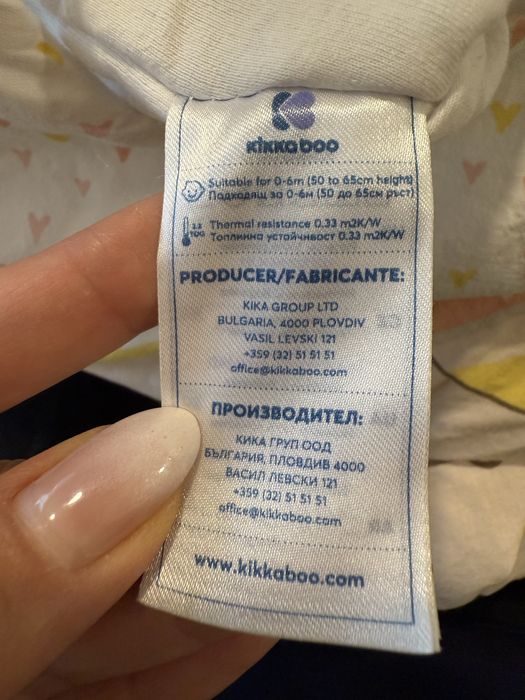 kikkaboo
Suitable for 0-6m (50 to 65cm height)
Подходящ за 0-6м (50 до 65см ръст)
3.3
TOG
Thermal resistance 0.33 m2K/W
Топлинна устойчивост 0.33 m2K/W
PRODUCER/FABRICANTE:
KIKA GROUP LTD
BULGARIA, 4000 PLOVDIV
VASIL LEVSKI 121
+359 (32) 51 51 51
office@kikkaboo.com
ПРОИЗВОДИТЕЛ:
КИКА ГРУП ООД
БЪЛГАРИЯ, ПЛОВДИВ 4000
ВАСИЛ ЛЕВСКИ 121
+359 (32) 51 51 51
office@kikkaboo.com
www.kikkaboo.com